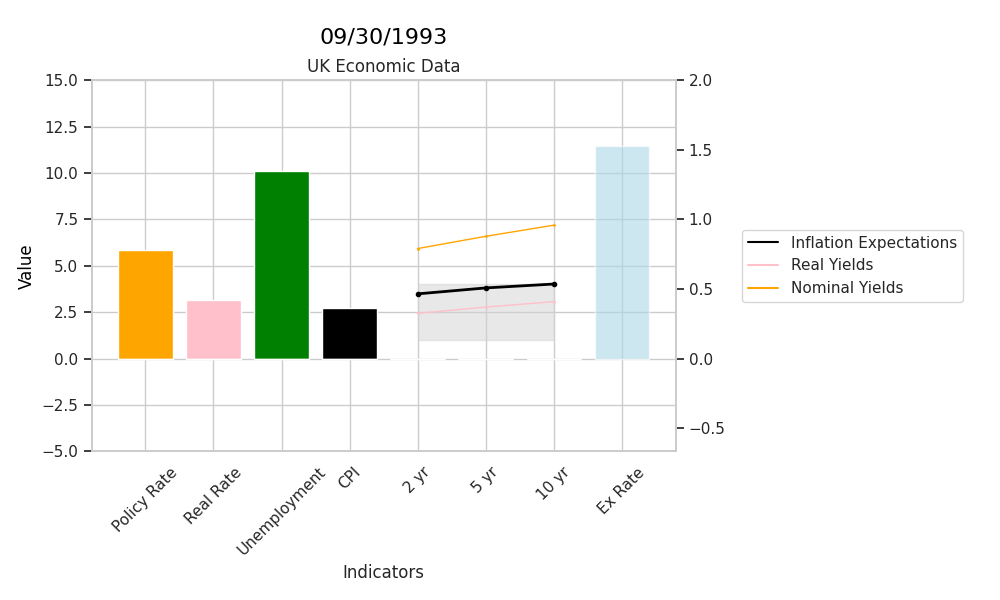 09/30/1993
UK Economic Data
Value
15.0
12.5
10.0
7.5
5.0
2.5
0.0
−2.5
−5.0
2.0
1.5
1.0
0.5
0.0
−0.5
Inflation Expectations
Real Yields
Nominal Yields
Policy Rate
Real Rate
Unemployment
CPI
2 yr
5 yr
10 yr
Ex Rate
Indicators